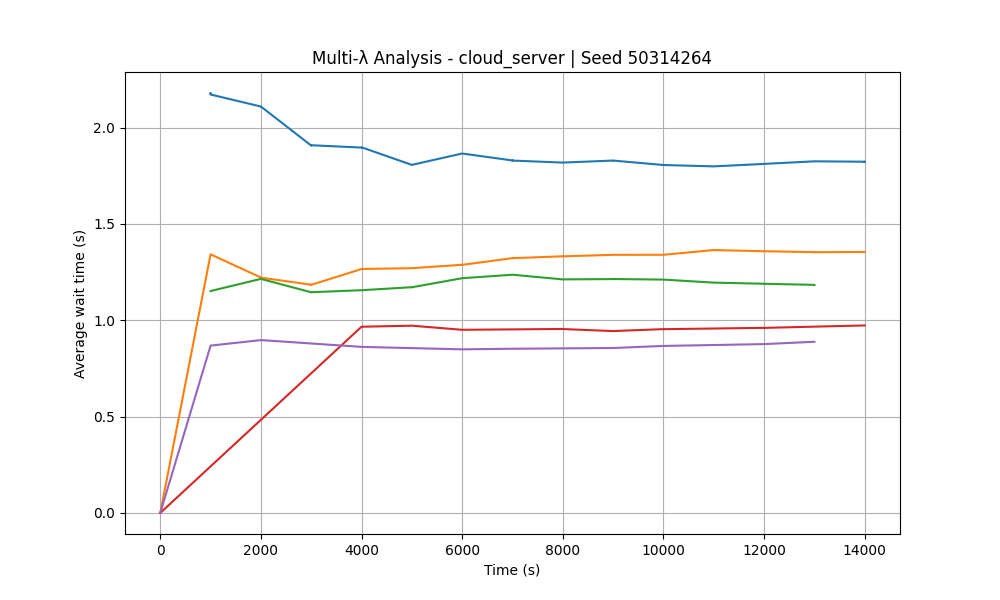 Multi-λ Analysis - cloud_server | Seed 50314264
2.0
1.5
1.0
0.5
0.0
Average wait time (s)
0 2000 4000 6000 8000 10000 12000 14000
Time (s)